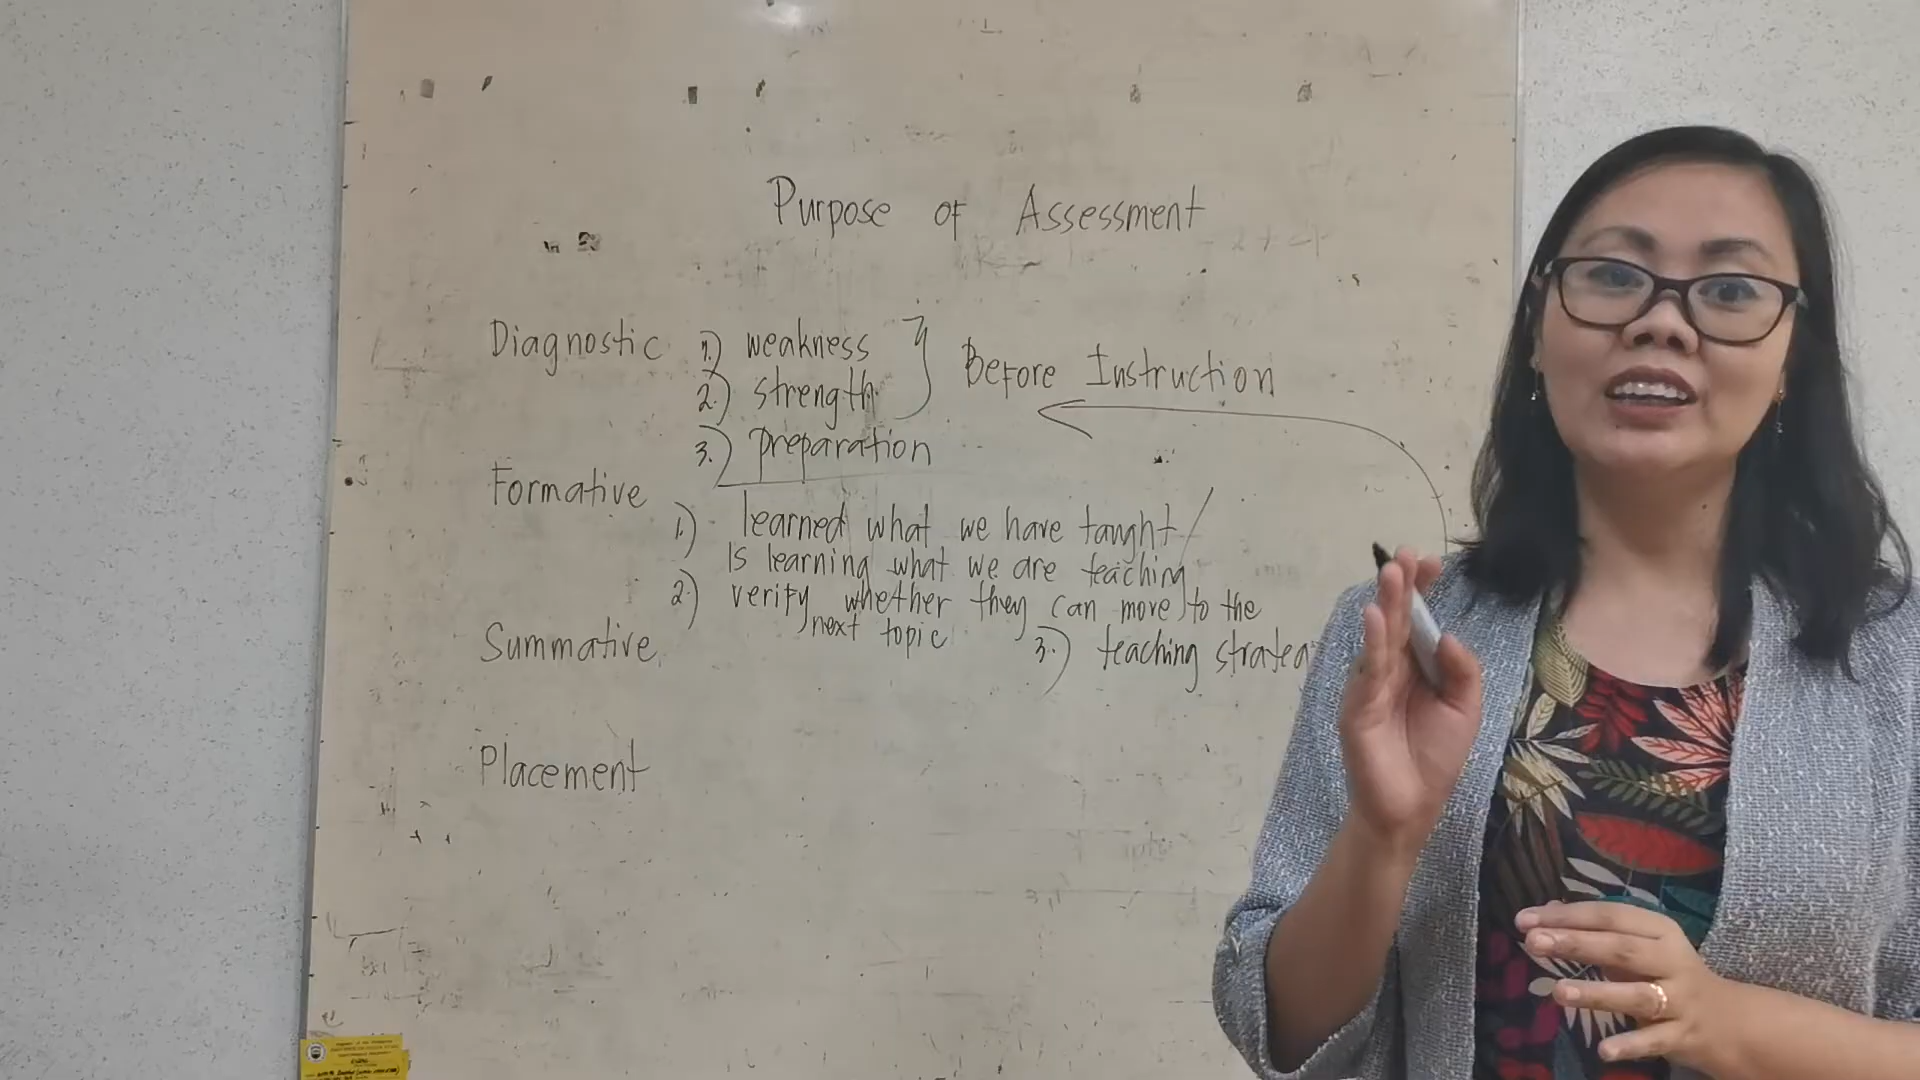 Purpose of Assessment
Diagnostic 1.) weakness
2.) strength
Before Instruction
3.) preparation
Formative
1.) learned what we have taught
Is learning what we are teaching
2.) verify whether they can move to the
next topic
3.) teaching
Summative
Placement